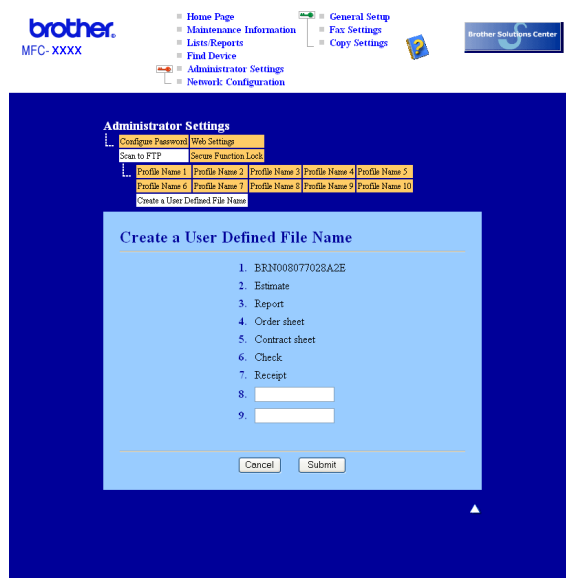 brother.
MFC- XXXX
Home Page
Maintenance Information
Lists/Reports
Find Device
Administrator Settings
Network Configuration
General Setup
Fax Settings
Copy Settings
Brother Solutions Center
Administrator Settings
Configure Password Web Settings
Scan to FTP Secure Function Lock
Profile Name 1 Profile Name 2 Profile Name 3 Profile Name 4 Profile Name 5
Profile Name 6 Profile Name 7 Profile Name 8 Profile Name 9 Profile Name 10
Create a User Defined File Name
Create a User Defined File Name
1. BRN008077028A2E
2. Estimate
3. Report
4. Order sheet
5. Contract sheet
6. Check
7. Receipt
8.
9.
Cancel Submit